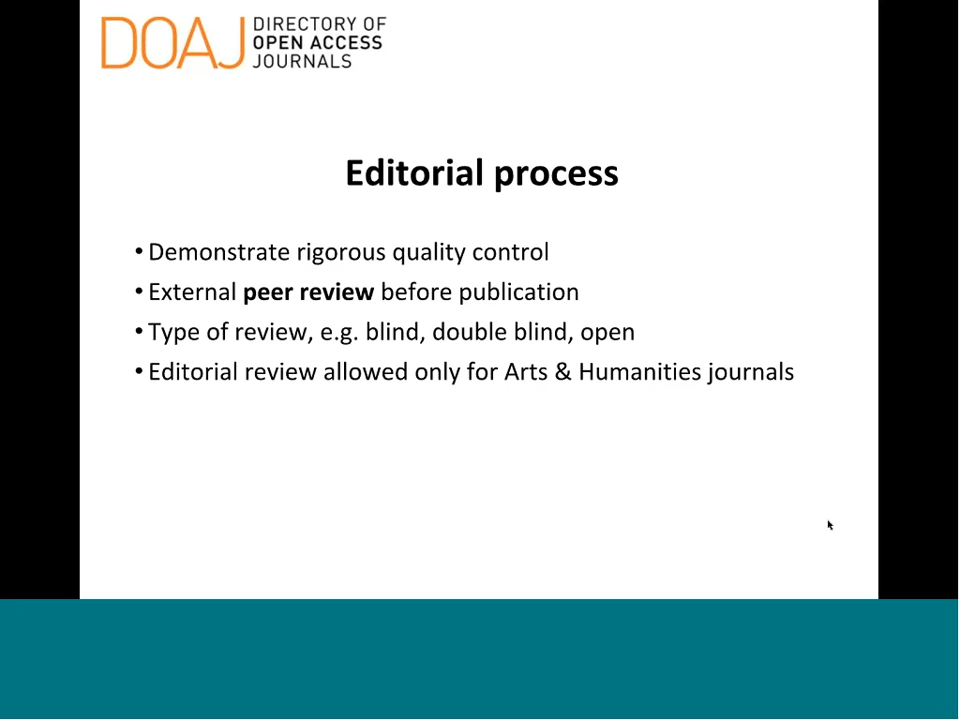 DOAJ
DIRECTORY OF
OPEN ACCESS
JOURNALS
Editorial process
• Demonstrate rigorous quality control
• External peer review before publication
• Type of review, e.g. blind, double blind, open
• Editorial review allowed only for Arts & Humanities journals